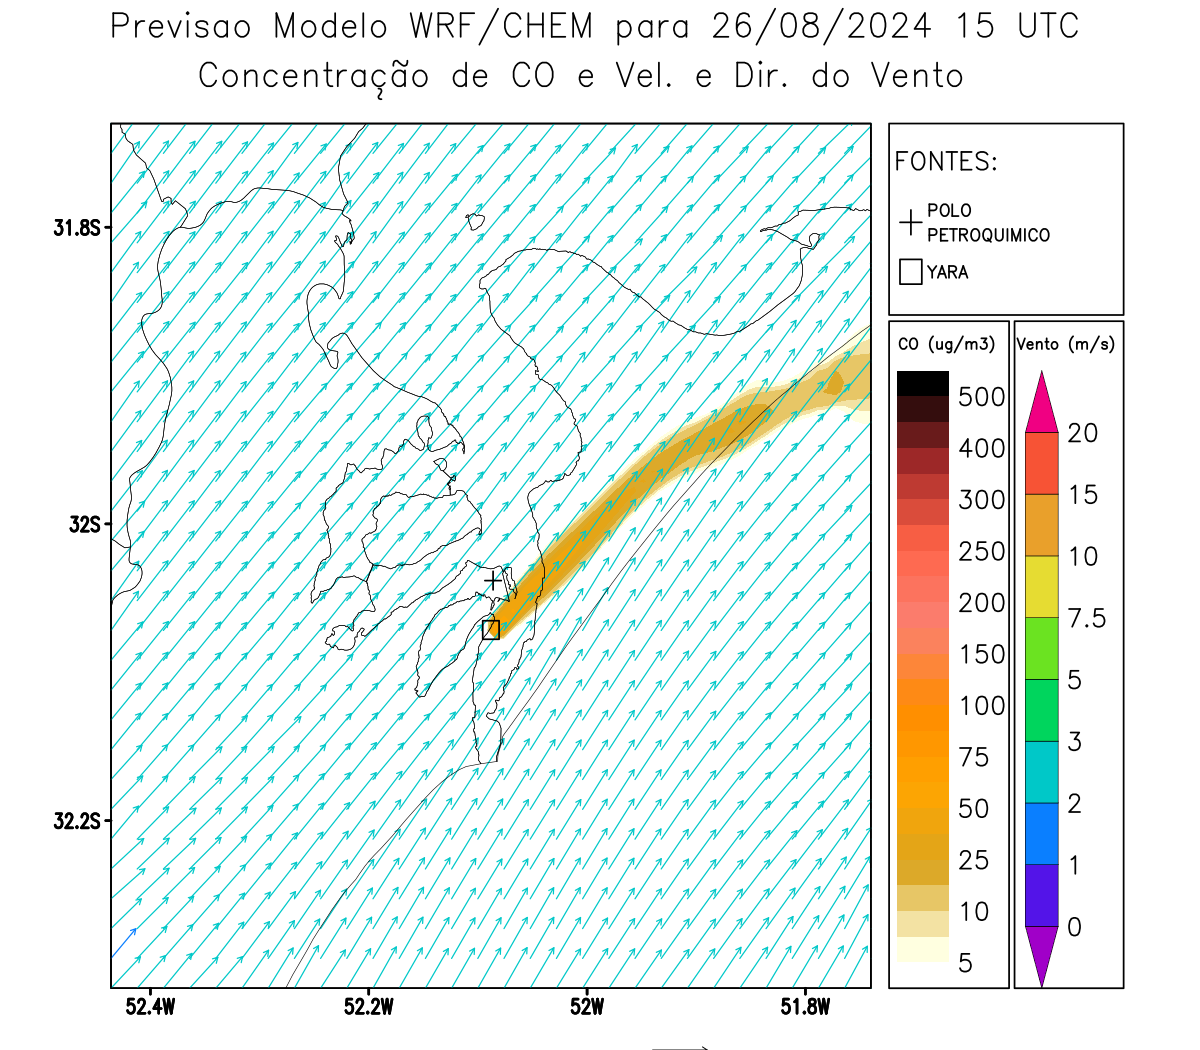 Previsao Modelo WRF/CHEM para 26/08/2024 15 UTC
Concentração de CO e Vel. e Dir. do Vento
FONTES:
POLO
PETROQUIMICO
YARA
CO (ug/m3)
500
400
300
250
200
150
100
75
50
25
10
5
Vento (m/s)
20
15
10
7.5
5
3
2
1
0
31.8S
32S
32.2S
52.4W
52.2W
52W
51.8W